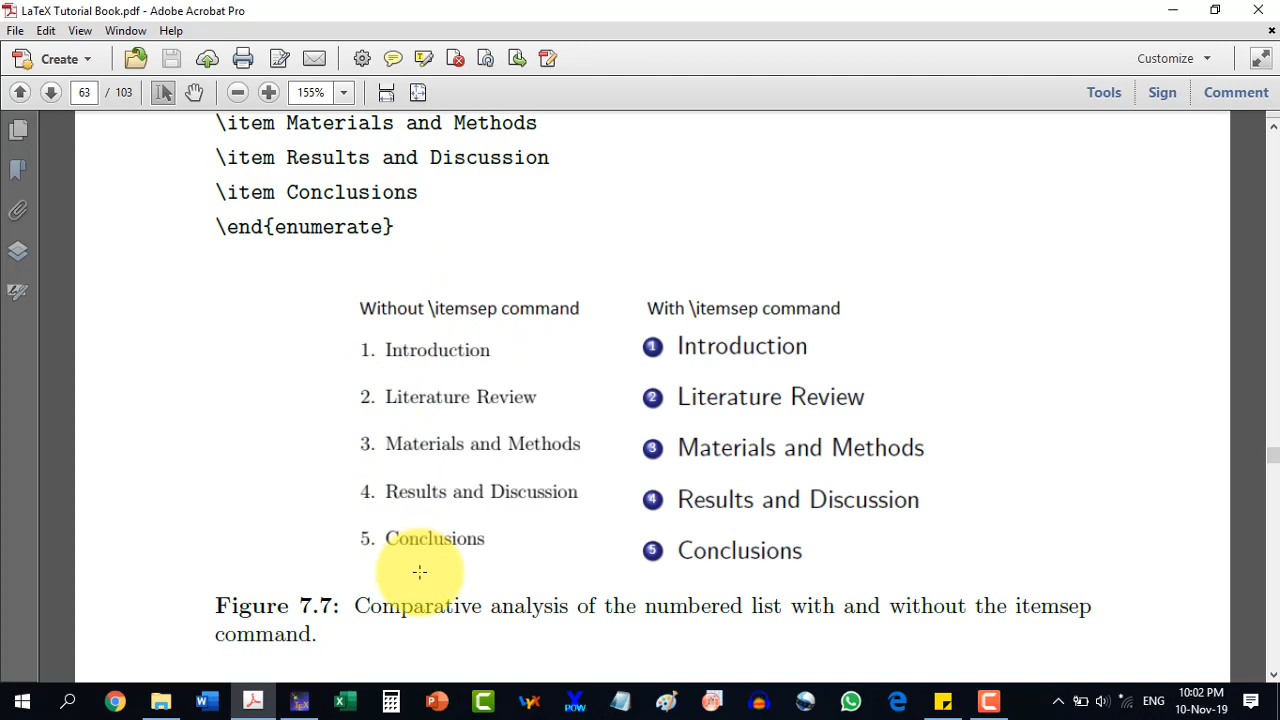 LaTeX Tutorial Book.pdf - Adobe Acrobat Pro
File Edit View Window Help
Create Customize
63 / 103 155% Tools Sign Comment
\item Materials and Methods
\item Results and Discussion
\item Conclusions
\end{enumerate}
Without \itemsep command With \itemsep command
1. Introduction 1 Introduction
2. Literature Review 2 Literature Review
3. Materials and Methods 3 Materials and Methods
4. Results and Discussion 4 Results and Discussion
5. Conclusions 5 Conclusions
Figure 7.7: Comparative analysis of the numbered list with and without the itemsep
command.
ENG 10:02 PM
10-Nov-19